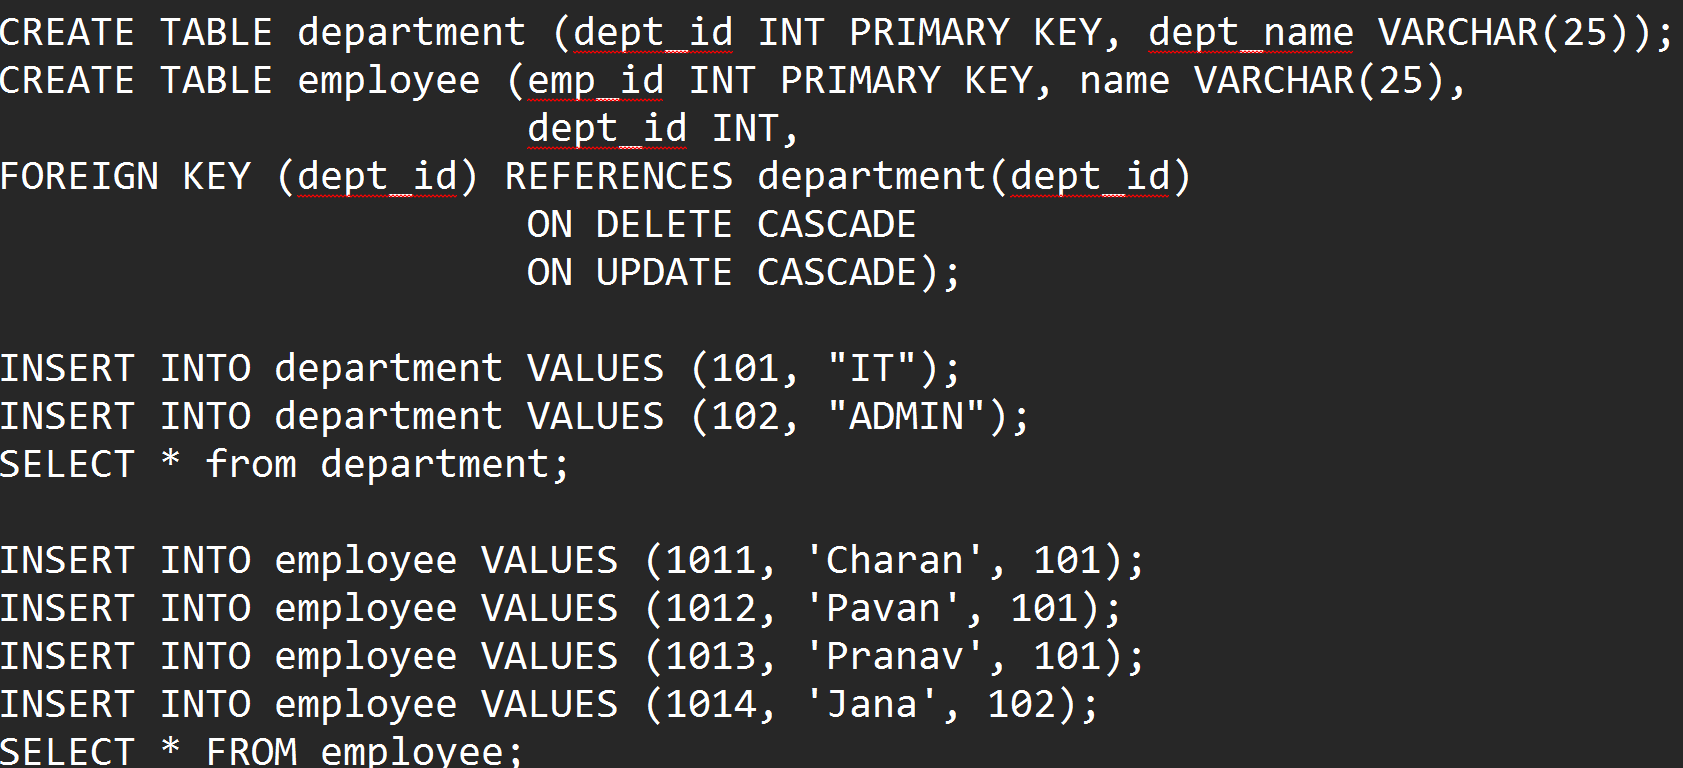 CREATE TABLE department (dept_id INT PRIMARY KEY, dept_name VARCHAR(25));
CREATE TABLE employee (emp_id INT PRIMARY KEY, name VARCHAR(25),
dept_id INT,
FOREIGN KEY (dept_id) REFERENCES department(dept_id)
ON DELETE CASCADE
ON UPDATE CASCADE);
INSERT INTO department VALUES (101, "IT");
INSERT INTO department VALUES (102, "ADMIN");
SELECT * from department;
INSERT INTO employee VALUES (1011, 'Charan', 101);
INSERT INTO employee VALUES (1012, 'Pavan', 101);
INSERT INTO employee VALUES (1013, 'Pranav', 101);
INSERT INTO employee VALUES (1014, 'Jana', 102);
SELECT * FROM employee;